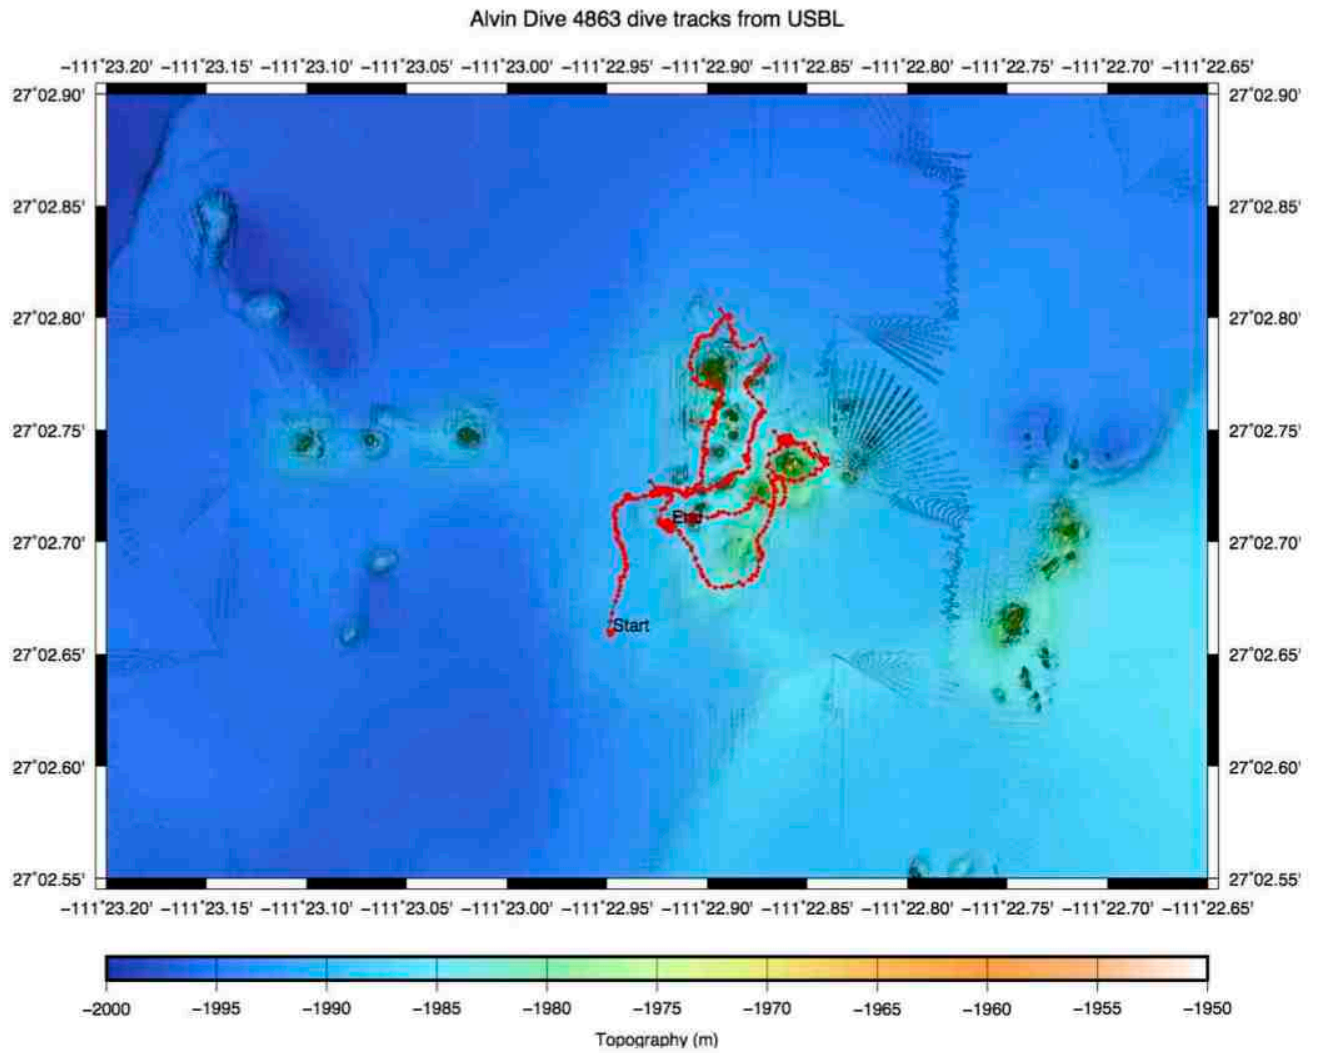 Alvin Dive 4863 dive tracks from USBL
−111˚23.20' −111˚23.15' −111˚23.10' −111˚23.05' −111˚23.00' −111˚22.95' −111˚22.90' −111˚22.85' −111˚22.80' −111˚22.75' −111˚22.70' −111˚22.65'
27˚02.90' 27˚02.90'
27˚02.85' 27˚02.85'
27˚02.80' 27˚02.80'
27˚02.75' 27˚02.75'
End
27˚02.70' 27˚02.70'
Start
27˚02.65' 27˚02.65'
27˚02.60' 27˚02.60'
27˚02.55' 27˚02.55'
−111˚23.20' −111˚23.15' −111˚23.10' −111˚23.05' −111˚23.00' −111˚22.95' −111˚22.90' −111˚22.85' −111˚22.80' −111˚22.75' −111˚22.70' −111˚22.65'
−2000 −1995 −1990 −1985 −1980 −1975 −1970 −1965 −1960 −1955 −1950
Topography (m)